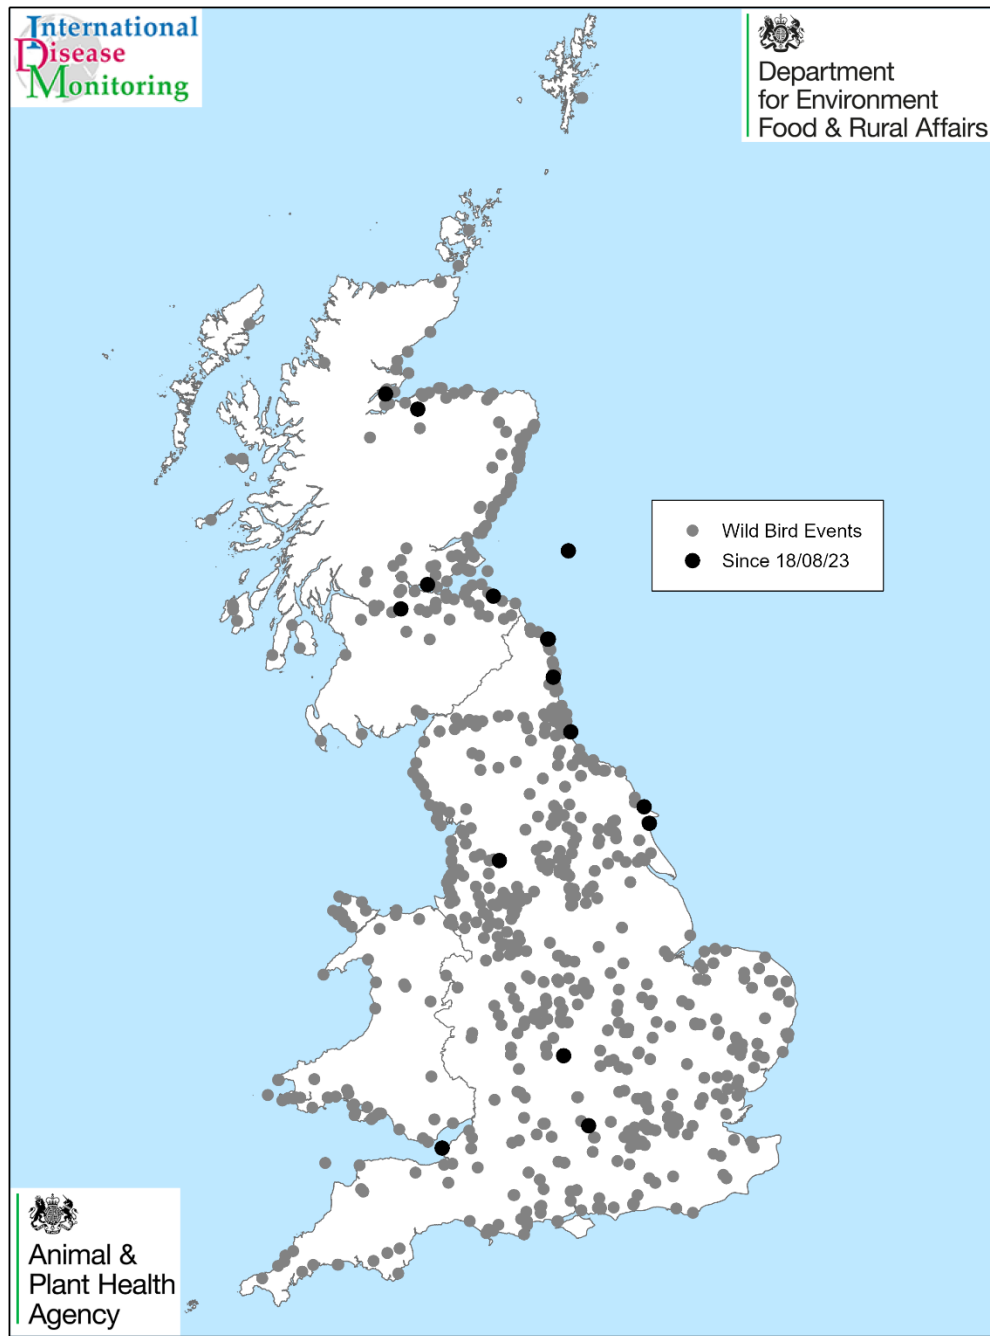 International
Disease
Monitoring
Department
for Environment
Food & Rural Affairs
Wild Bird Events
Since 18/08/23
Animal &
Plant Health
Agency